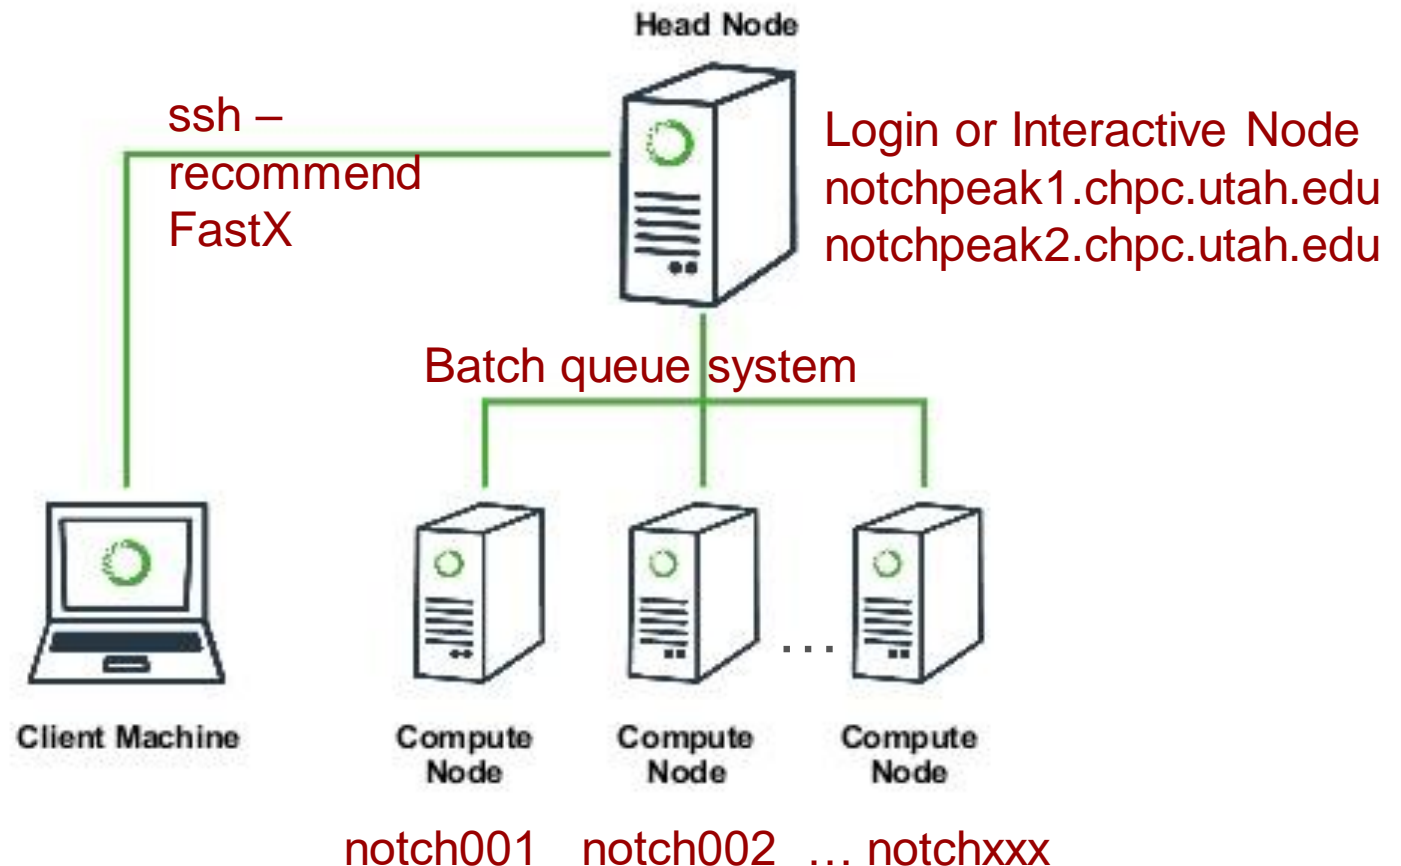 Head Node
ssh –
recommend
FastX
Login or Interactive Node
notchpeak1.chpc.utah.edu
notchpeak2.chpc.utah.edu
Batch queue system
...
Client Machine
Compute
Node
Compute
Node
Compute
Node
notch001 notch002 ... notchxxx